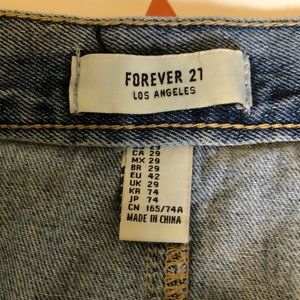 FOREVER 21
LOS ANGELES
CA 29
MX 29
BR 29
EU 42
UK 29
KR 74
JP 74
CN 165/74A
MADE IN CHINA